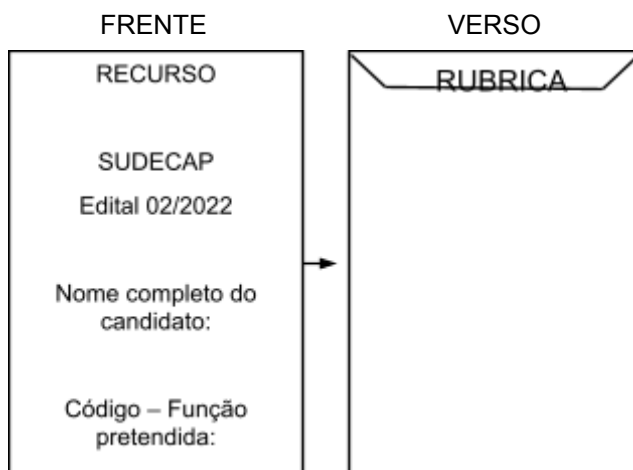 FRENTE
RECURSO
SUDECAP
Edital 02/2022
Nome completo do
candidato:
Código – Função
pretendida:
VERSO
RUBRICA